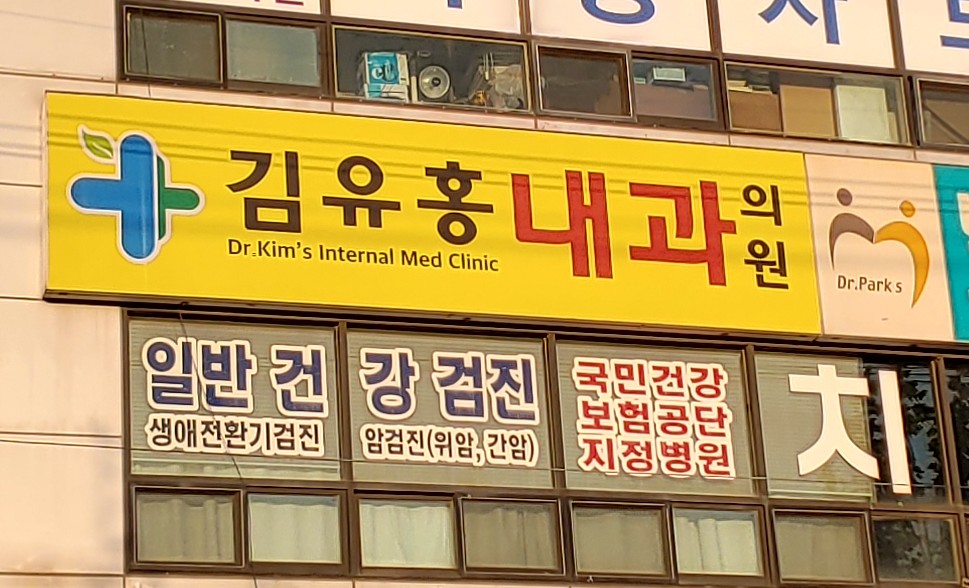 김유홍내과의원
Dr.Kim's Internal Med Clinic
Dr.Park s
일반 건강 검진
생애전환기검진
암검진(위암, 간암)
국민건강
보험공단
지정병원
치